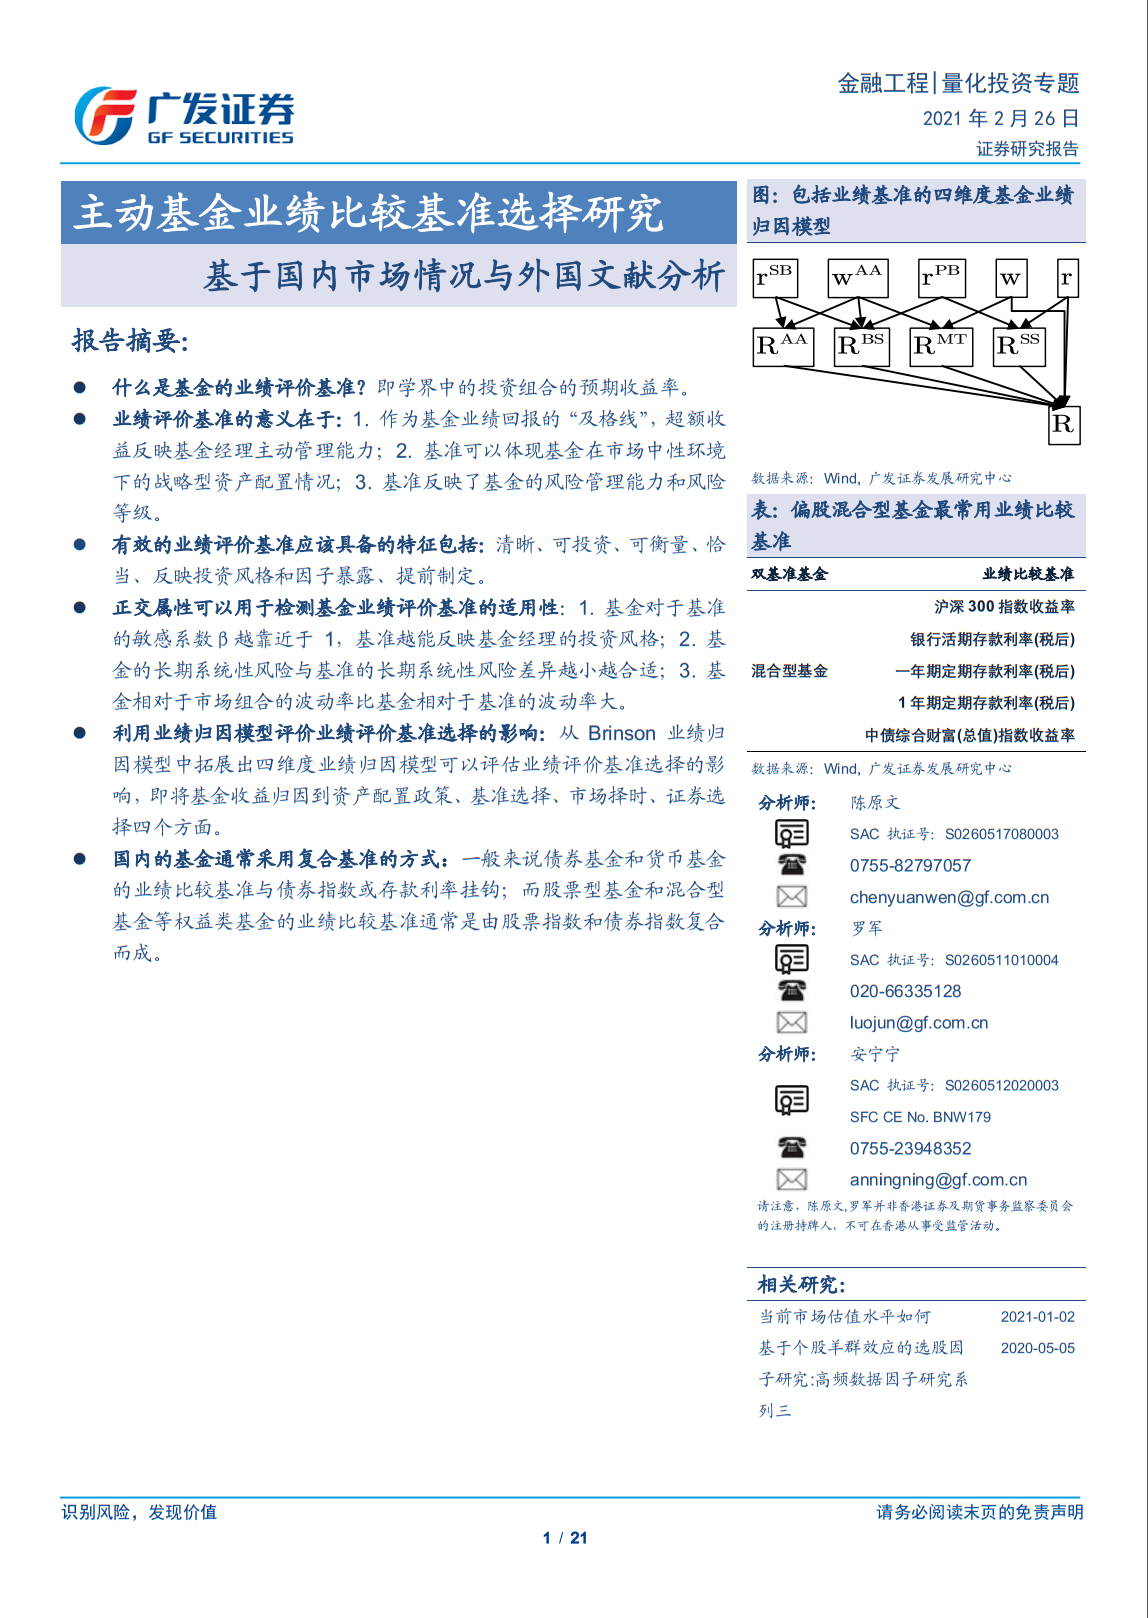 广发证券
GF SECURITIES
金融工程|量化投资专题
2021 年 2 月 26 日
证券研究报告
主动基金业绩比较基准选择研究
基于国内市场情况与外国文献分析
报告摘要：
● 什么是基金的业绩评价基准？即学界中的投资组合的预期收益率。
● 业绩评价基准的意义在于：1. 作为基金业绩回报的“及格线”，超额收
益反映基金经理主动管理能力；2. 基准可以体现基金在市场中性环境
下的战略型资产配置情况；3. 基准反映了基金的风险管理能力和风险
等级。
● 有效的业绩评价基准应该具备的特征包括：清晰、可投资、可衡量、恰
当、反映投资风格和因子暴露、提前制定。
● 正交属性可以用于检测基金业绩评价基准的适用性：1. 基金对于基准
的敏感系数β越靠近于 1，基准越能反映基金经理的投资风格；2. 基
金的长期系统性风险与基准的长期系统性风险差异越小越合适；3. 基
金相对于市场组合的波动率比基金相对于基准的波动率大。
● 利用业绩归因模型评价业绩评价基准选择的影响：从 Brinson 业绩归
因模型中拓展出四维度业绩归因模型可以评估业绩评价基准选择的影
响，即将基金收益归因到资产配置政策、基准选择、市场择时、证券选
择四个方面。
● 国内的基金通常采用复合基准的方式：一般来说债券基金和货币基金
的业绩比较基准与债券指数或存款利率挂钩；而股票型基金和混合型
基金等权益类基金的业绩比较基准通常是由股票指数和债券指数复合
而成。
图：包括业绩基准的四维度基金业绩
归因模型
r^SB w^AA r^PB w r
R^AA R^BS R^MT R^SS
R
数据来源：Wind, 广发证券发展研究中心
表：偏股混合型基金最常用业绩比较
基准
双基准基金 业绩比较基准
沪深 300 指数收益率
银行活期存款利率(税后)
混合型基金 一年期定期存款利率(税后)
1 年期定期存款利率(税后)
中债综合财富(总值)指数收益率
数据来源：Wind, 广发证券发展研究中心
分析师： 陈原文
SAC 执证号：S0260517080003
0755-82797057
chenyuanwen@gf.com.cn
分析师： 罗军
SAC 执证号：S0260511010004
020-66335128
luojun@gf.com.cn
分析师： 安宁宁
SAC 执证号：S0260512020003
SFC CE No. BNW179
0755-23948352
anningning@gf.com.cn
请注意，陈原文,罗军并非香港证券及期货事务监察委员会
的注册持牌人，不可在香港从事受监管活动。
相关研究：
当前市场估值水平如何 2021-01-02
基于个股羊群效应的选股因 2020-05-05
子研究:高频数据因子研究系
列三
识别风险，发现价值 请务必阅读末页的免责声明
1 / 21